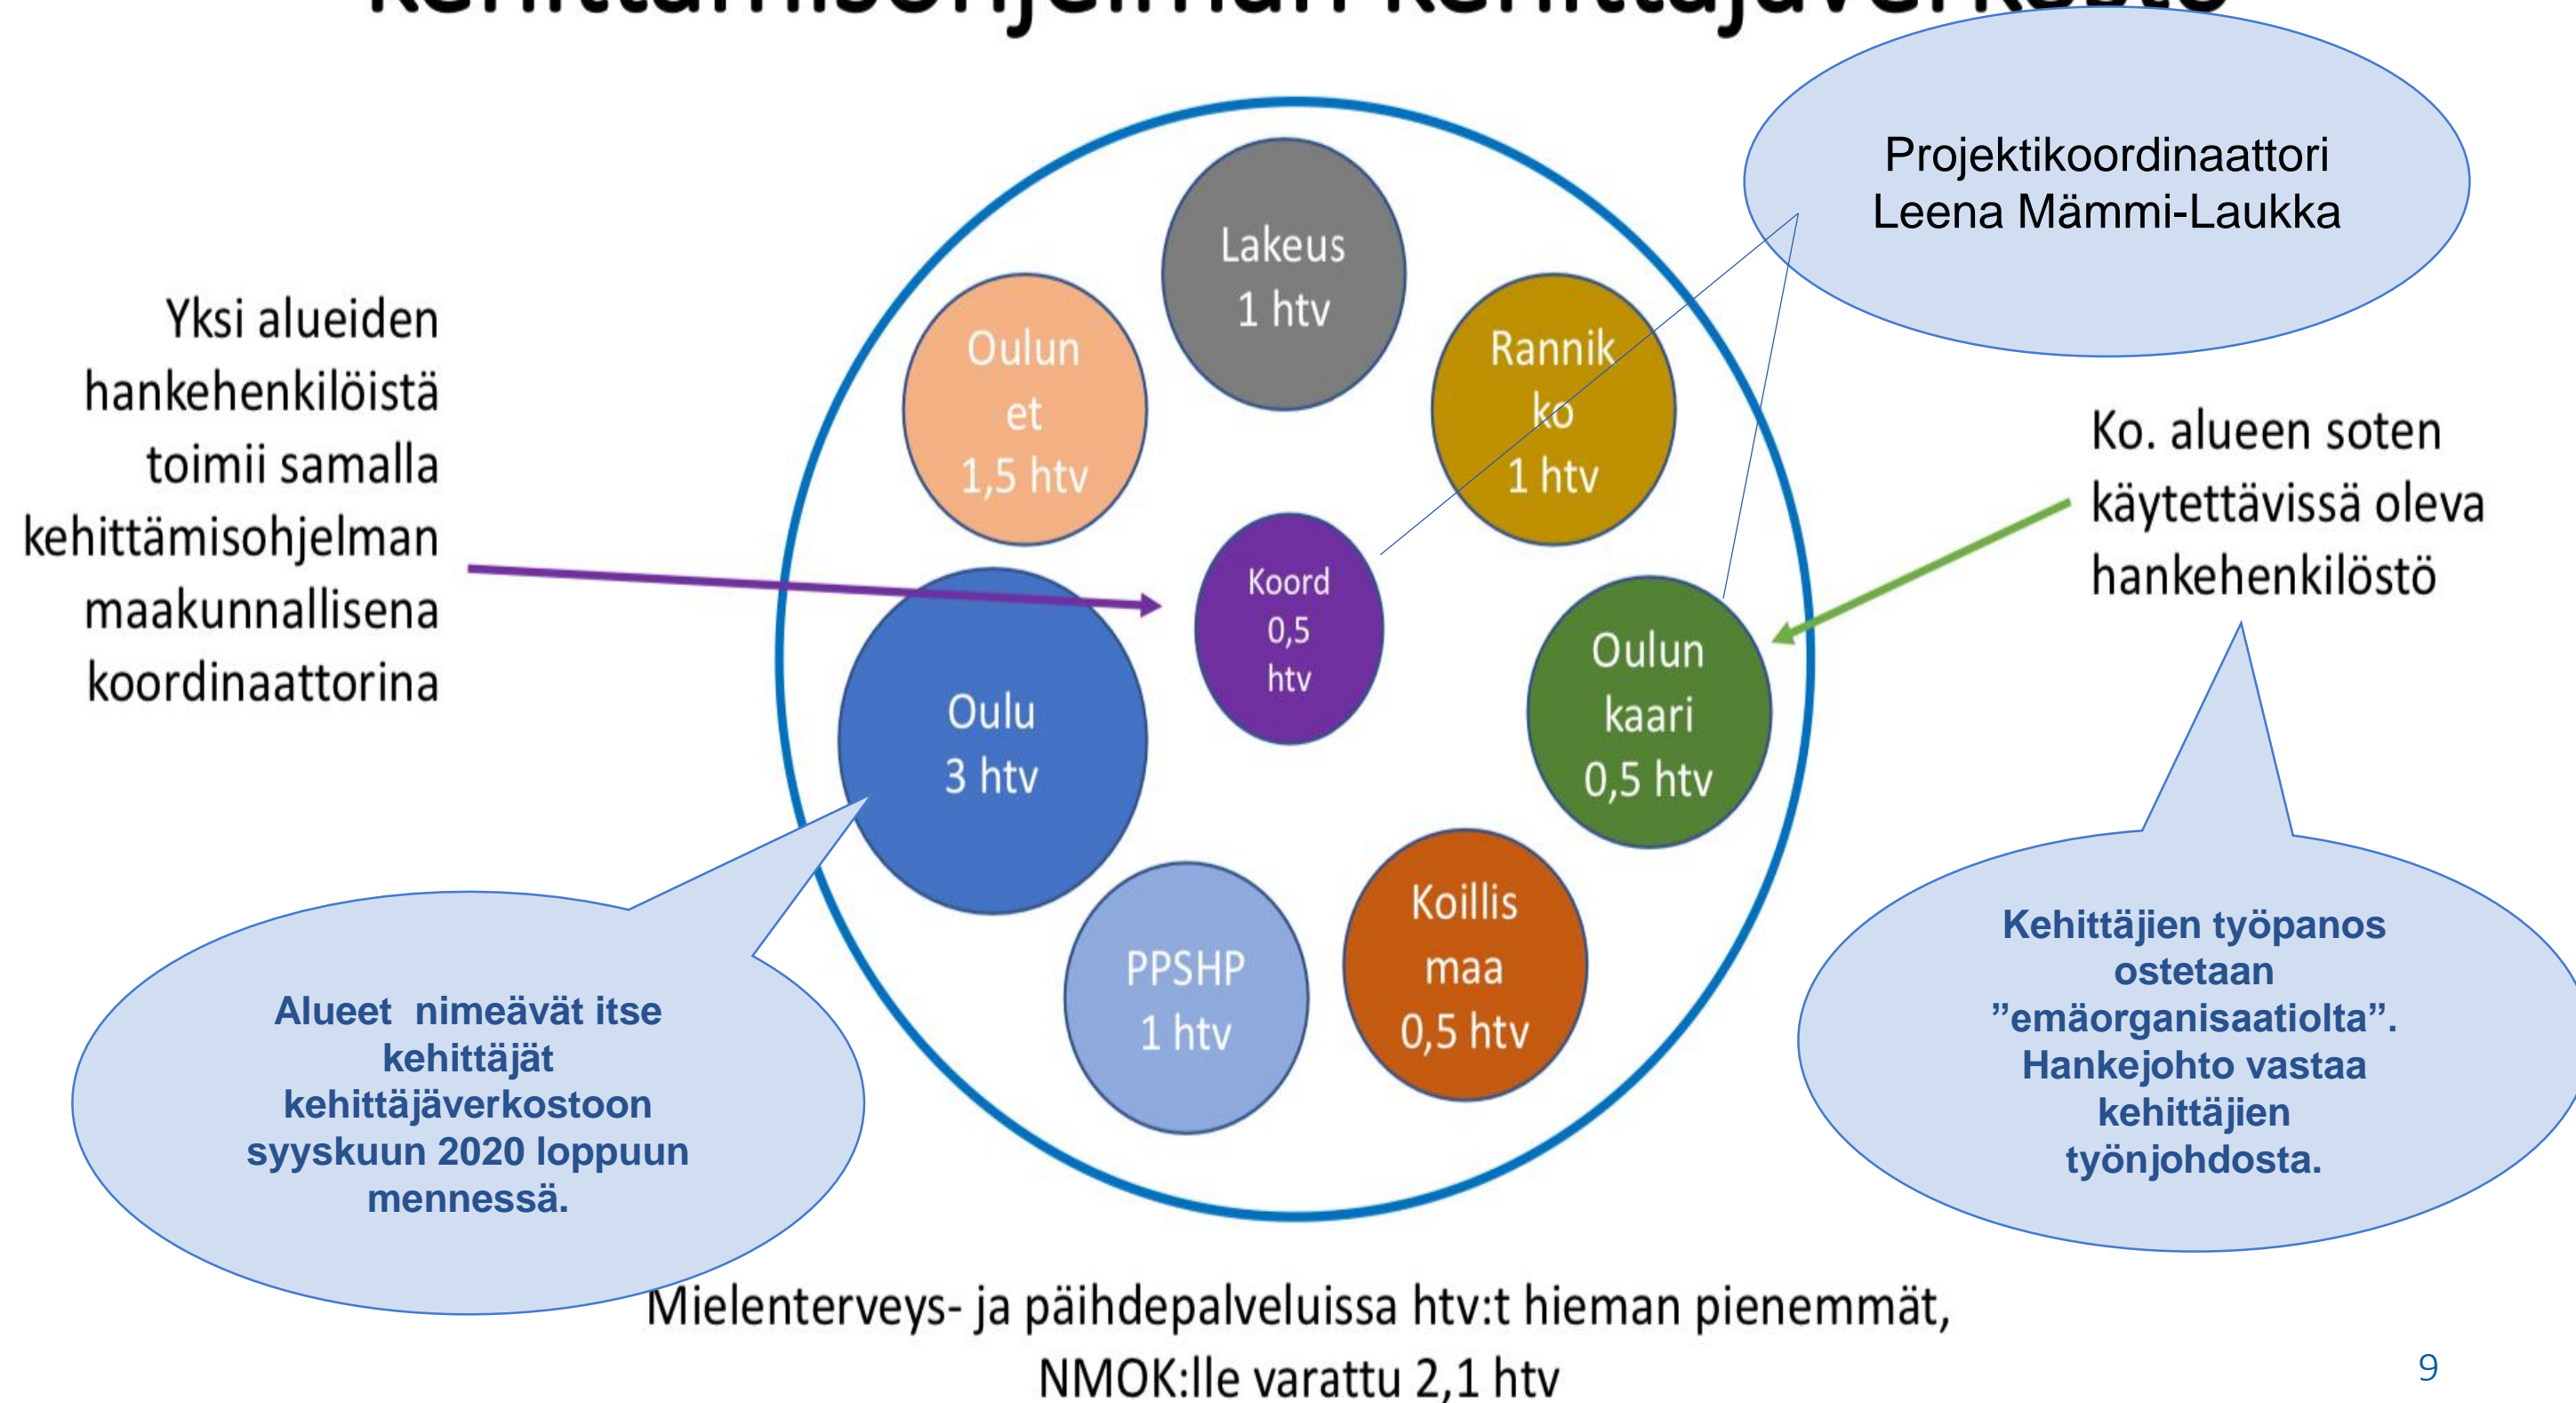 kehittämisohjelman kehittäjäverkosto
Projektikoordinaattori
Leena Mämmi-Laukka
Yksi alueiden
hankehenkilöistä
toimii samalla
kehittämisohjelman
maakunnallisena
koordinaattorina
Lakeus
1 htv
Oulun
et
1,5 htv
Rannik
ko
1 htv
Koord
0,5
htv
Ko. alueen soten
käytettävissä oleva
hankehenkilöstö
Oulu
3 htv
Oulun
kaari
0,5 htv
PPSHP
1 htv
Koillis
maa
0,5 htv
Alueet nimeävät itse
kehittäjät
kehittäjäverkostoon
syyskuun 2020 loppuun
mennessä.
Kehittäjien työpanos
ostetaan
”emäorganisaatiolta”.
Hankejohto vastaa
kehittäjien
työnjohdosta.
Mielenterveys- ja päihdepalveluissa htv:t hieman pienemmät,
NMOK:lle varattu 2,1 htv
9